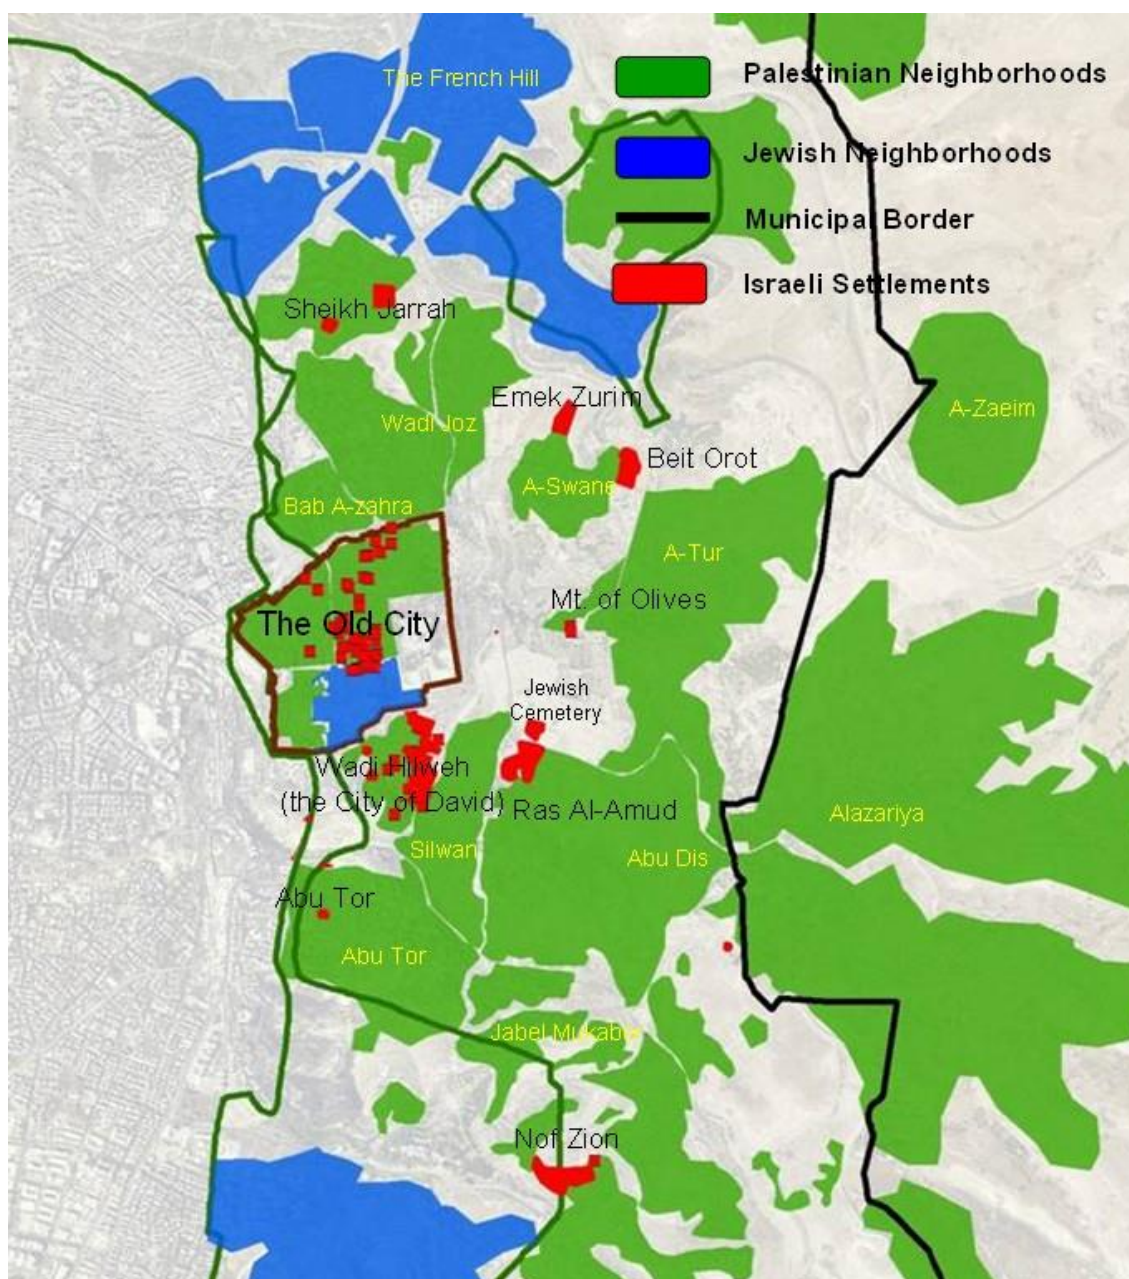 The French Hill
Palestinian Neighborhoods
Jewish Neighborhoods
Municipal Border
Israeli Settlements
Sheikh Jarrah
Emek Zurim
A-Zaeim
Wadi Joz
Beit Orot
A-Swane
Bab A-zahra
A-Tur
Mt. of Olives
The Old City
Jewish
Cemetery
Wadi Hilweh
(the City of David)
Ras Al-Amud
Alazariya
Silwan
Abu Dis
Abu Tor
Abu Tor
Jabel Mukaber
Nof Zion